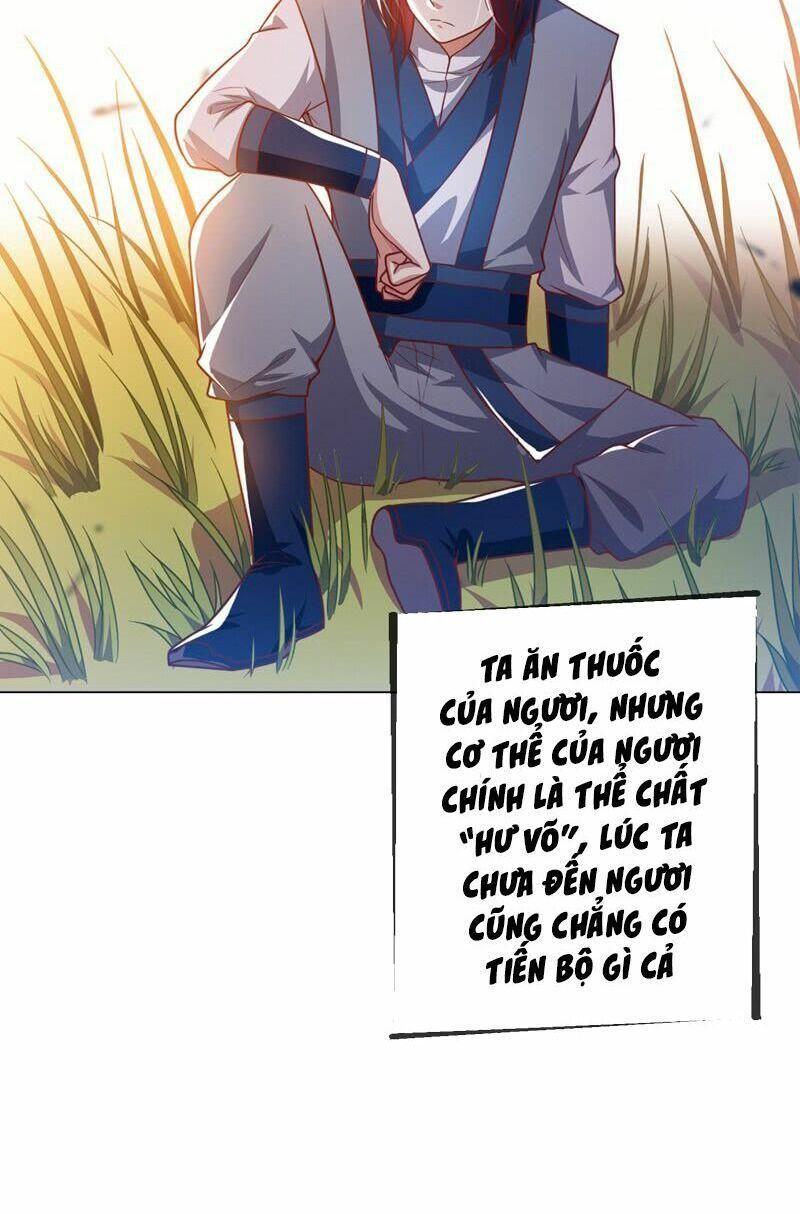 TA ĂN THUỐC
CỦA NGƯƠI, NHƯNG
CƠ THỂ CỦA NGƯƠI
CHÍNH LÀ THỂ CHẤT
"HƯ VÕ", LÚC TA
CHƯA ĐẾN NGƯƠI
CŨNG CHẲNG CÓ
TIẾN BỘ GÌ CẢ